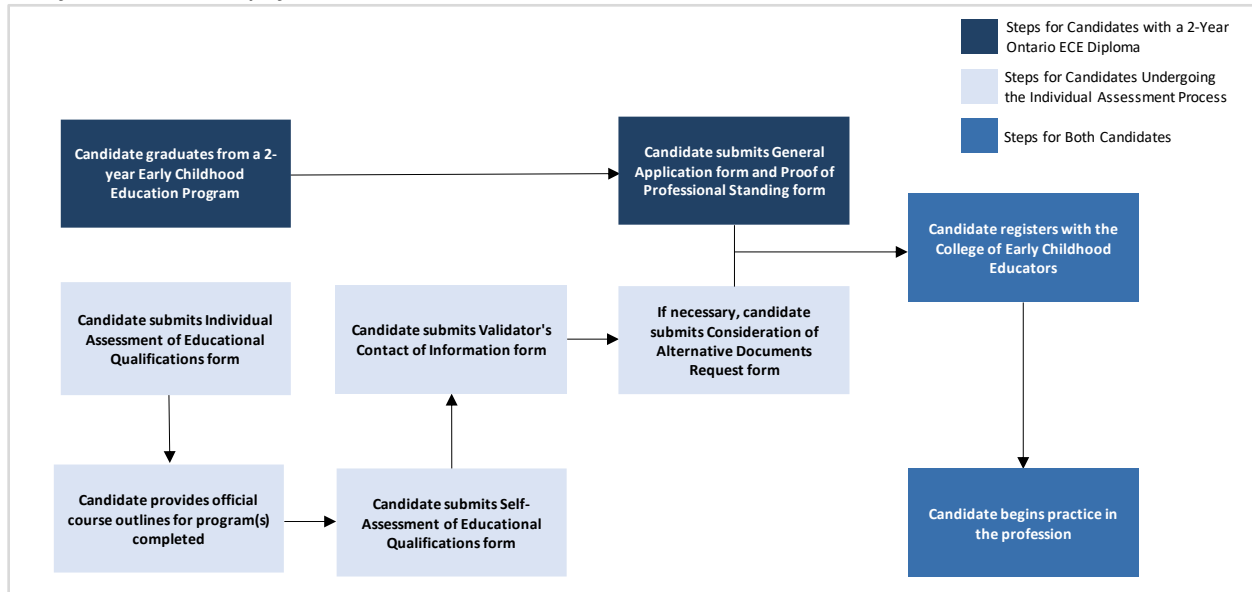 Steps for Candidates with a 2-Year
Ontario ECE Diploma
Steps for Candidates Undergoing
the Individual Assessment Process
Steps for Both Candidates
Candidate graduates from a 2-
year Early Childhood
Education Program
Candidate submits General
Application form and Proof of
Professional Standing form
Candidate registers with the
College of Early Childhood
Educators
Candidate submits Individual
Assessment of Educational
Qualifications form
Candidate submits Validator's
Contact of Information form
If necessary, candidate
submits Consideration of
Alternative Documents
Request form
Candidate provides official
course outlines for program(s)
completed
Candidate submits Self-
Assessment of Educational
Qualifications form
Candidate begins practice in
the profession